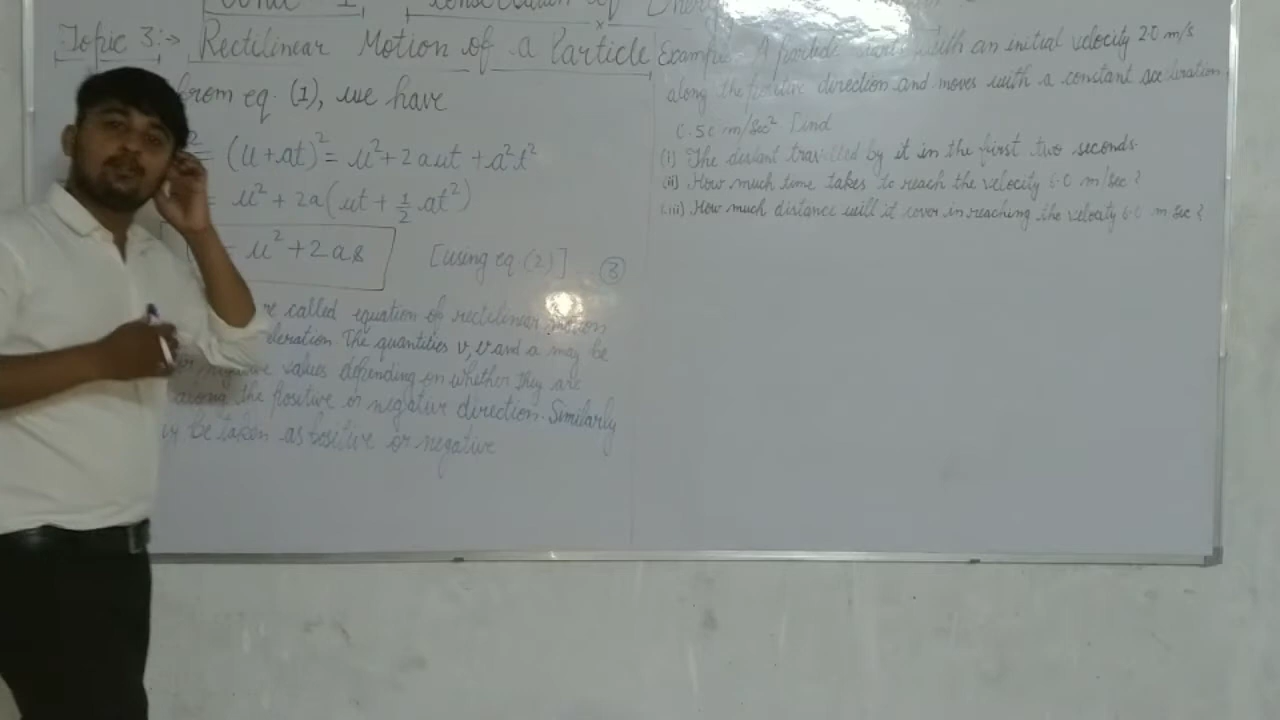 Topic 3:→ Rectilinear Motion of a Particle
from eq. (1), we have
= (u+at)² = u²+2aut+a²t²
= u²+2a(ut+½at²)
= u²+2as [using eq.(2)] ③
called equation of rectilinear motion
The quantities v, u and a may be
values depending on whether they are
along the positive or negative direction. Similarly
be taken as positive or negative
Example A particle starts with an initial velocity 2.0 m/s
along the positive direction and moves with a constant acceleration
0.50 m/sec² Find
(i) The distant travelled by it in the first two seconds.
(ii) How much time takes to reach the velocity 6.0 m/sec?
(iii) How much distance will it cover in reaching the velocity 6.0 m sec?